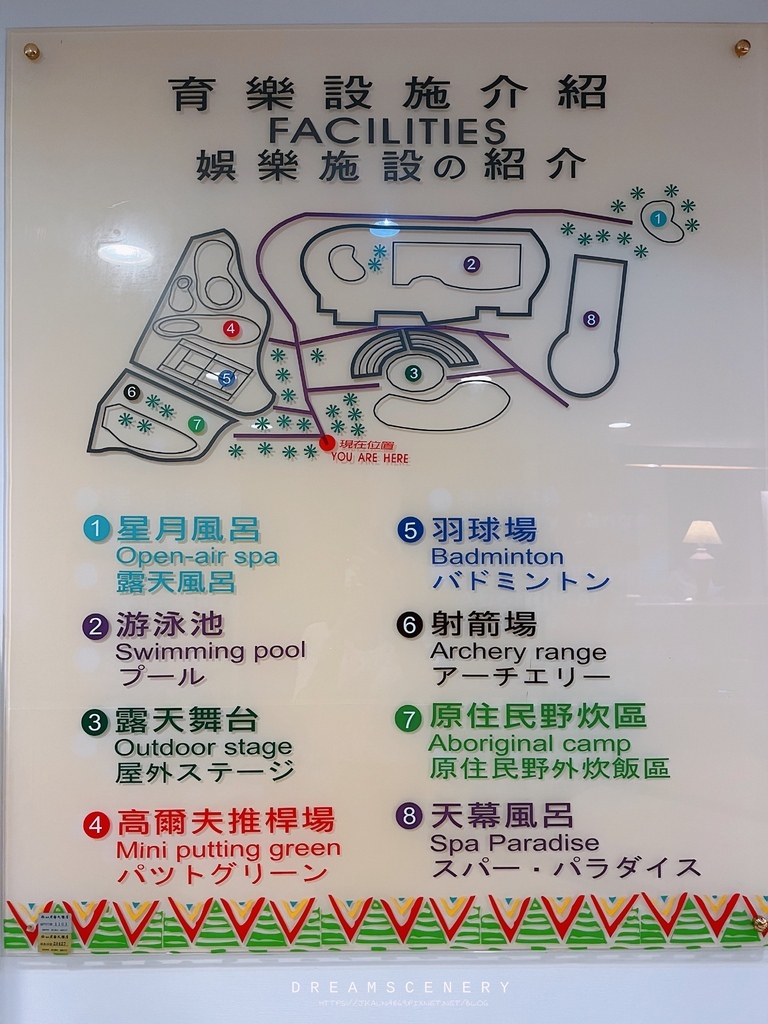 育樂設施介紹
FACILITIES
娛樂施設の紹介
1
2
8
4
3
5
6
7
現在位置
YOU ARE HERE
1 星月風呂
Open-air spa
露天風呂
2 游泳池
Swimming pool
プール
3 露天舞台
Outdoor stage
屋外ステージ
4 高爾夫推桿場
Mini putting green
パットグリーン
5 羽球場
Badminton
バドミントン
6 射箭場
Archery range
アーチエリー
7 原住民野炊區
Aboriginal camp
原住民野外炊飯區
8 天幕風呂
Spa Paradise
スパー・パラダイス
DREAMSCENERY